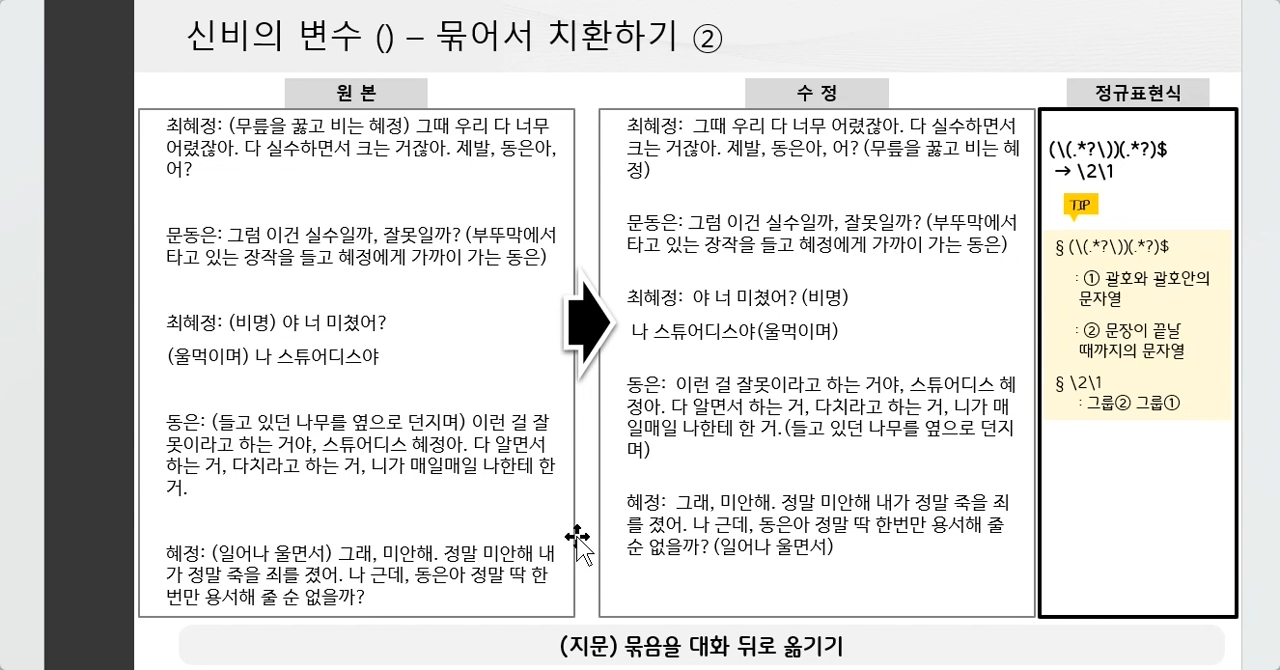 신비의 변수 () – 묶어서 치환하기 ②
원 본
최혜정: (무릎을 꿇고 비는 혜정) 그때 우리 다 너무
어렸잖아. 다 실수하면서 크는 거잖아. 제발, 동은아,
어?
문동은: 그럼 이건 실수일까, 잘못일까? (부뚜막에서
타고 있는 장작을 들고 혜정에게 가까이 가는 동은)
최혜정: (비명) 야 너 미쳤어?
(울먹이며) 나 스튜어디스야
동은: (들고 있던 나무를 옆으로 던지며) 이런 걸 잘
못이라고 하는 거야, 스튜어디스 혜정아. 다 알면서
하는 거, 다치라고 하는 거, 니가 매일매일 나한테 한
거.
혜정: (일어나 울면서) 그래, 미안해. 정말 미안해 내
가 정말 죽을 죄를 졌어. 나 근데, 동은아 정말 딱 한
번만 용서해 줄 순 없을까?
수 정
최혜정: 그때 우리 다 너무 어렸잖아. 다 실수하면서
크는 거잖아. 제발, 동은아, 어? (무릎을 꿇고 비는 혜
정)
문동은: 그럼 이건 실수일까, 잘못일까? (부뚜막에서
타고 있는 장작을 들고 혜정에게 가까이 가는 동은)
최혜정: 야 너 미쳤어? (비명)
나 스튜어디스야(울먹이며)
동은: 이런 걸 잘못이라고 하는 거야, 스튜어디스 혜
정아. 다 알면서 하는 거, 다치라고 하는 거, 니가 매
일매일 나한테 한 거.(들고 있던 나무를 옆으로 던지
며)
혜정: 그래, 미안해. 정말 미안해 내가 정말 죽을 죄
를 졌어. 나 근데, 동은아 정말 딱 한번만 용서해 줄
순 없을까? (일어나 울면서)
정규표현식
(\(.*?\))(.*?)$
→ \2\1
TIP
§ (\(.*?\))(.*?)$
: ① 괄호와 괄호안의
문자열
: ② 문장이 끝날
때까지의 문자열
§ \2\1
: 그룹② 그룹①
(지문) 묶음을 대화 뒤로 옮기기